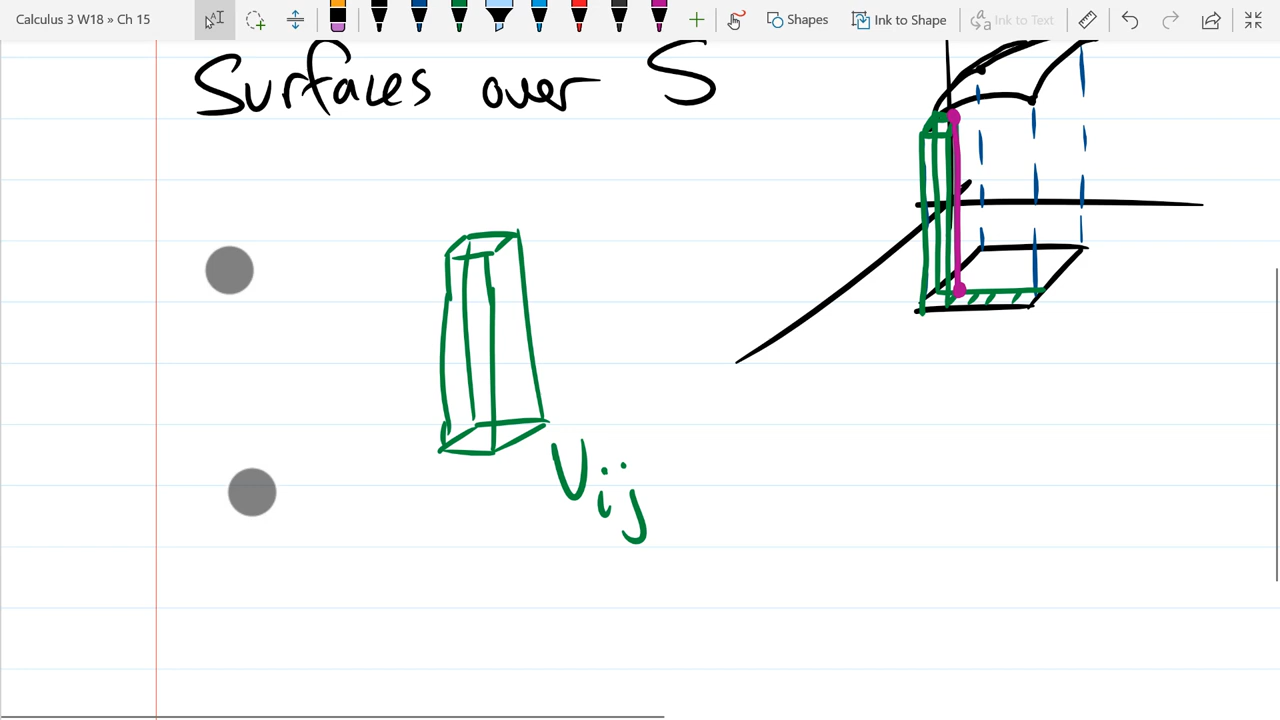 Calculus 3 W18 » Ch 15
Shapes
Ink to Shape
Ink to Text
Surfaces over S
Vij